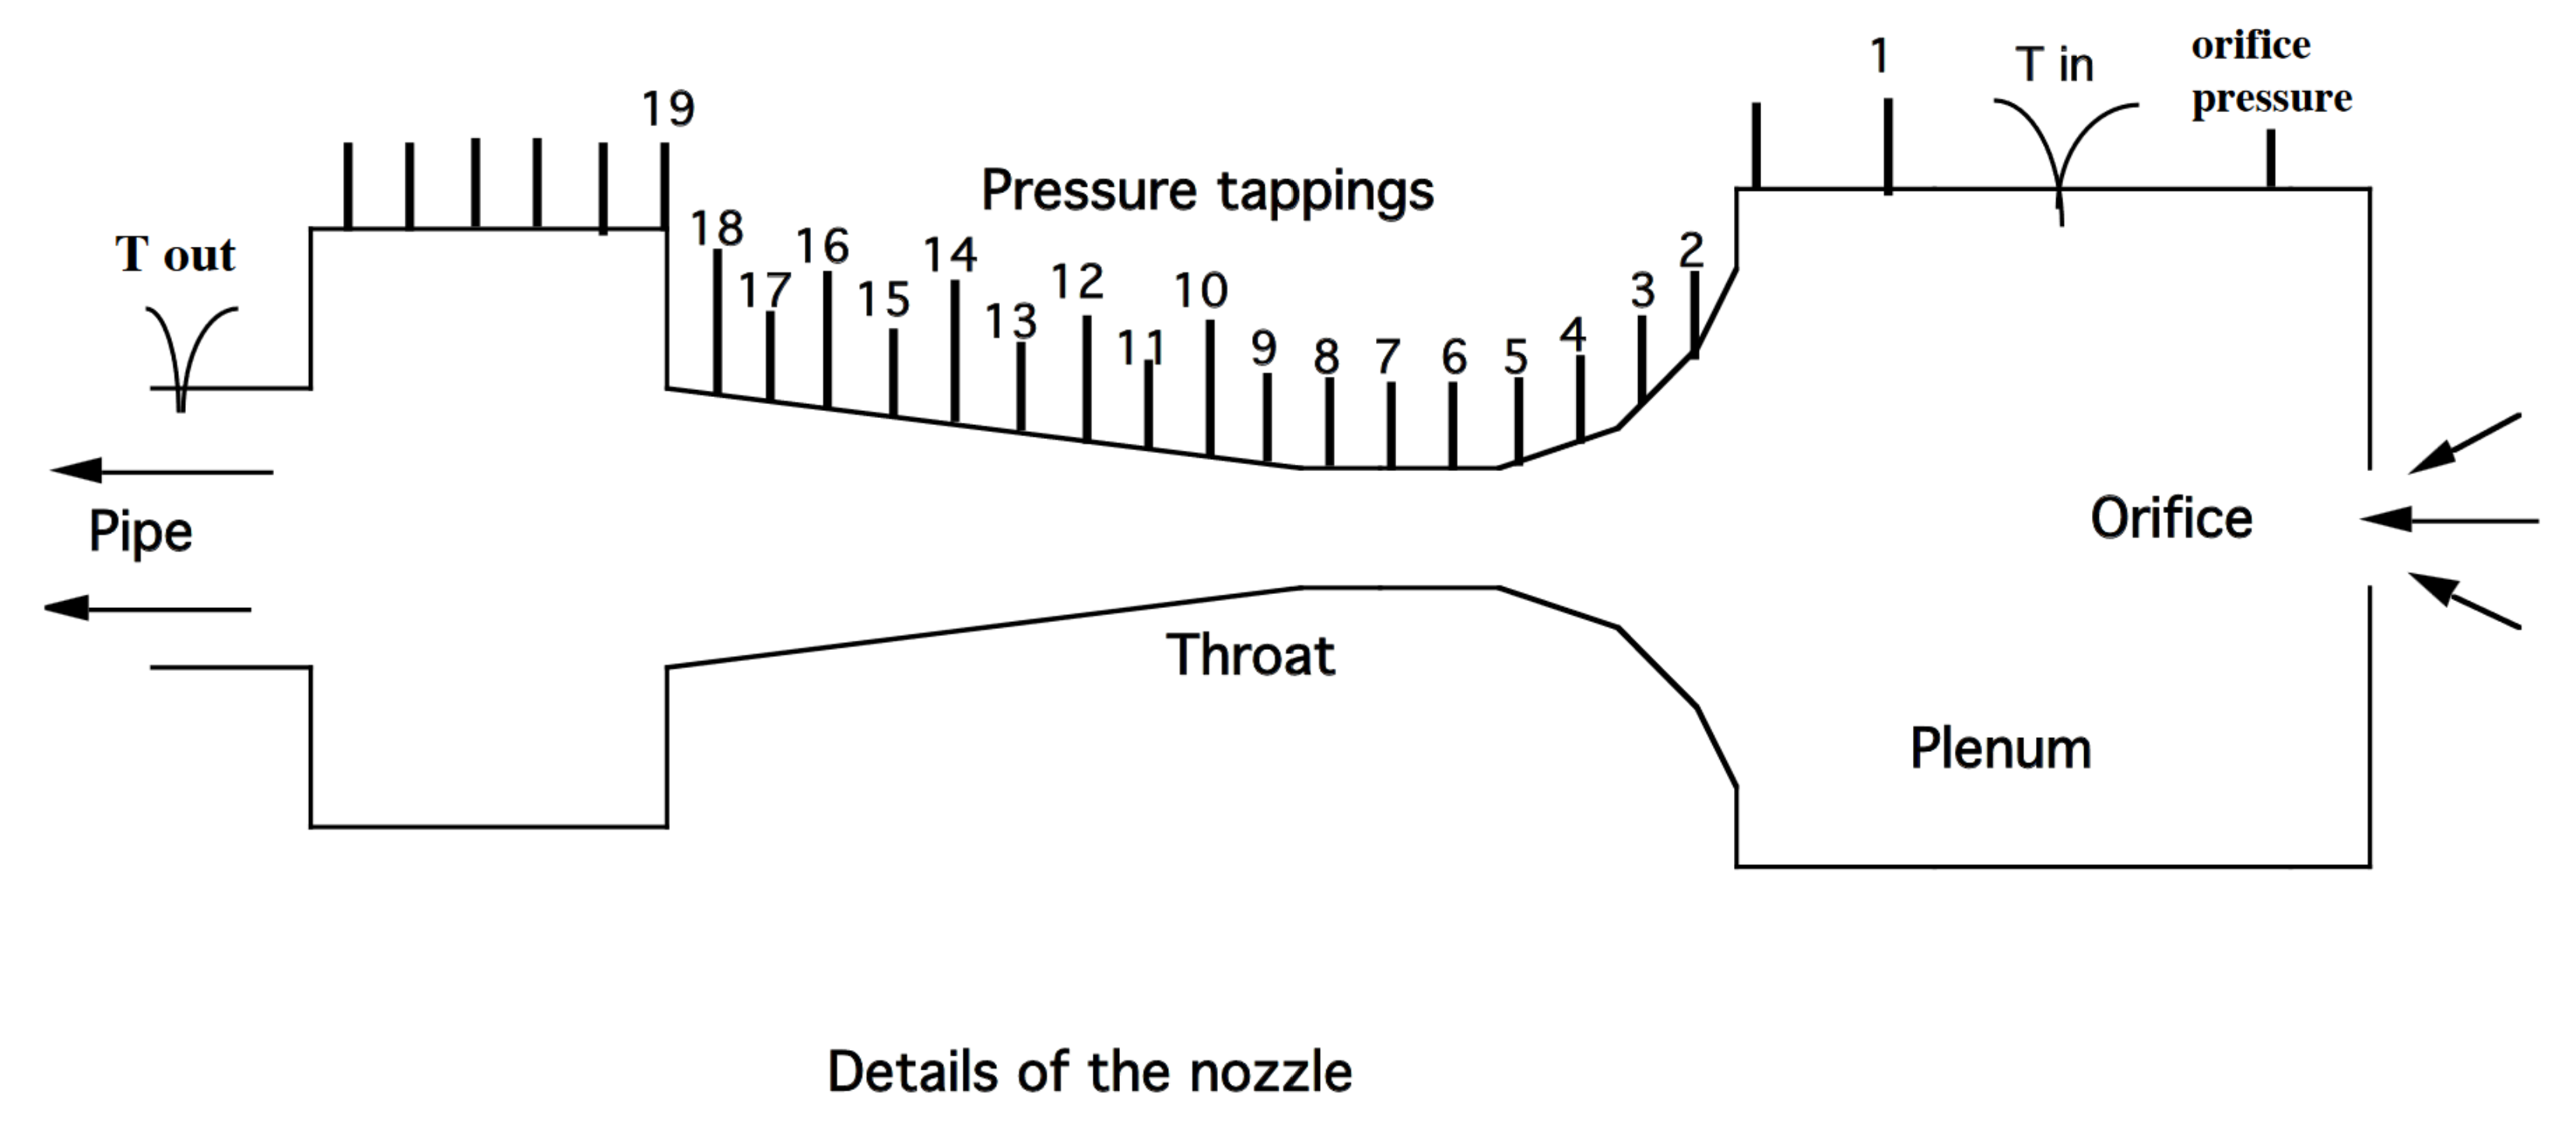 orifice
pressure
T in
1
19
Pressure tappings
18
17
16
15
14
13
12
11
10
9
8
7
6
5
4
3
2
T out
Pipe
Orifice
Throat
Plenum
Details of the nozzle